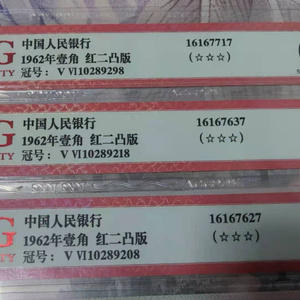 G
TY
中国人民银行 16167717
1962年壹角 红二凸版 (☆☆☆)
冠号： V Ⅵ10289298
G
ITY
中国人民银行 16167637
1962年壹角 红二凸版 (☆☆☆)
冠号： V Ⅵ10289218
G
ITY
中国人民银行 16167627
1962年壹角 红二凸版 (☆☆☆)
冠号： V Ⅵ10289208